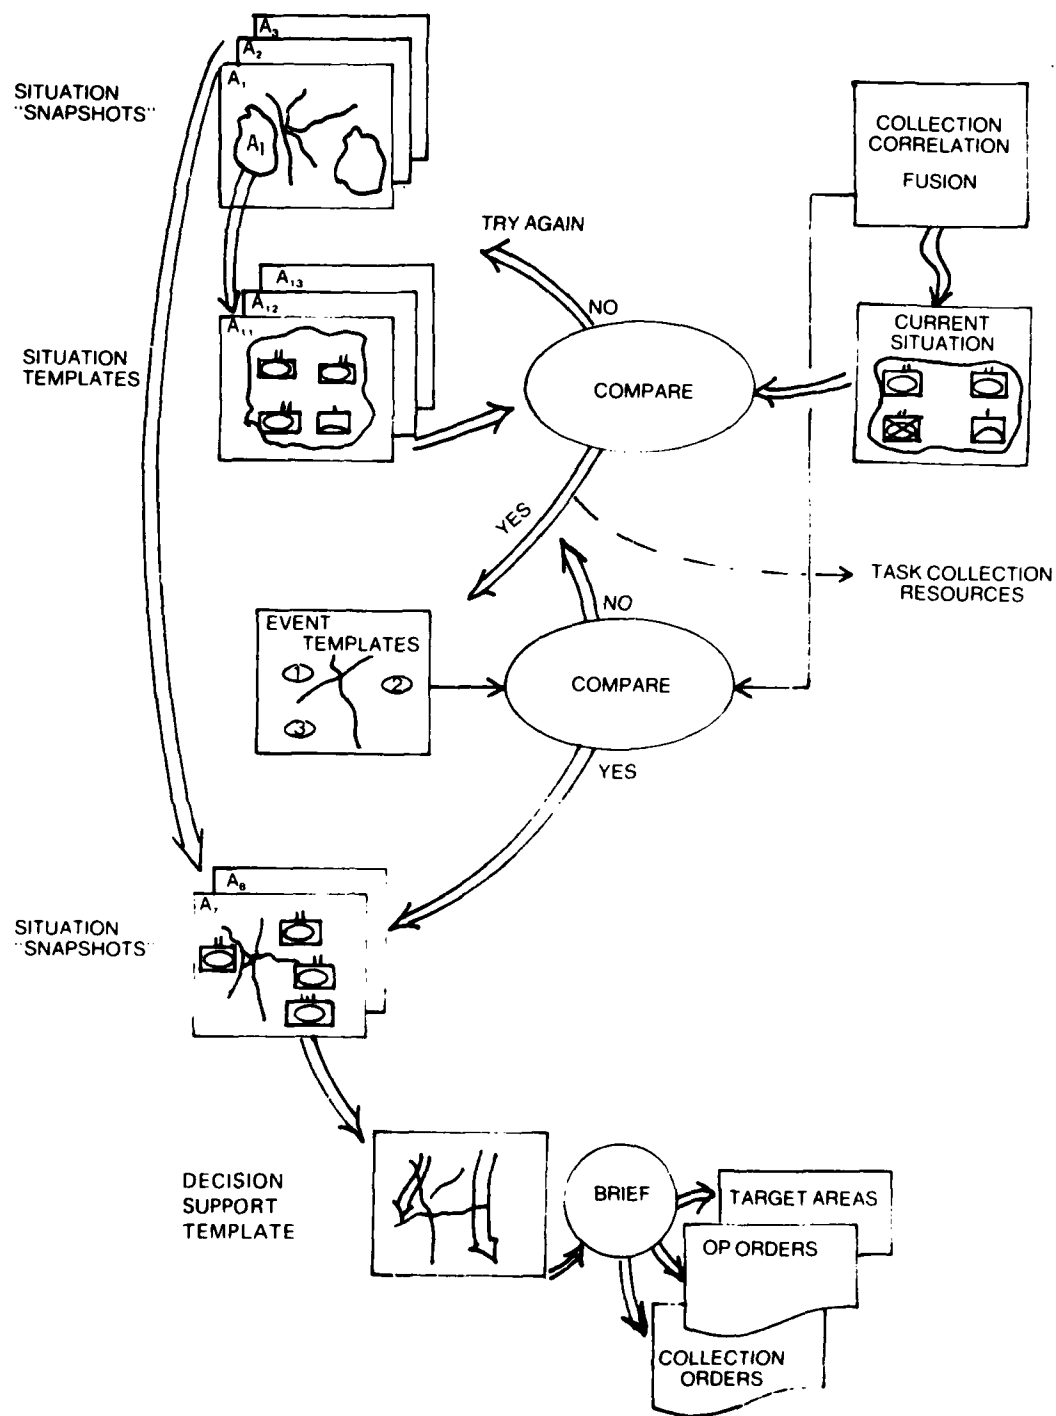 A₃
A₂
A₁
SITUATION
"SNAPSHOTS"
A₁
COLLECTION
CORRELATION
FUSION
TRY AGAIN
NO
A₁₃
A₁₂
A₁₁
SITUATION
TEMPLATES
COMPARE
CURRENT
SITUATION
YES
TASK COLLECTION
RESOURCES
NO
EVENT
TEMPLATES
1
2
3
COMPARE
YES
A₈
A₇
SITUATION
"SNAPSHOTS"
DECISION
SUPPORT
TEMPLATE
BRIEF
TARGET AREAS
OP ORDERS
COLLECTION
ORDERS